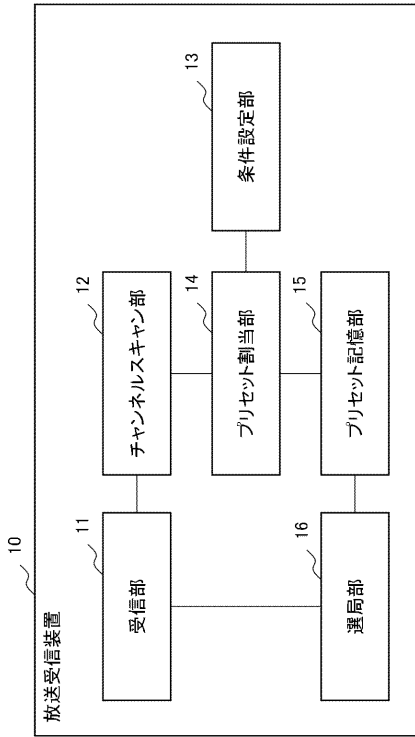 10
放送受信装置
11
受信部
12
チャンネルスキャン部
13
条件設定部
14
プリセット割当部
15
プリセット記憶部
16
選局部